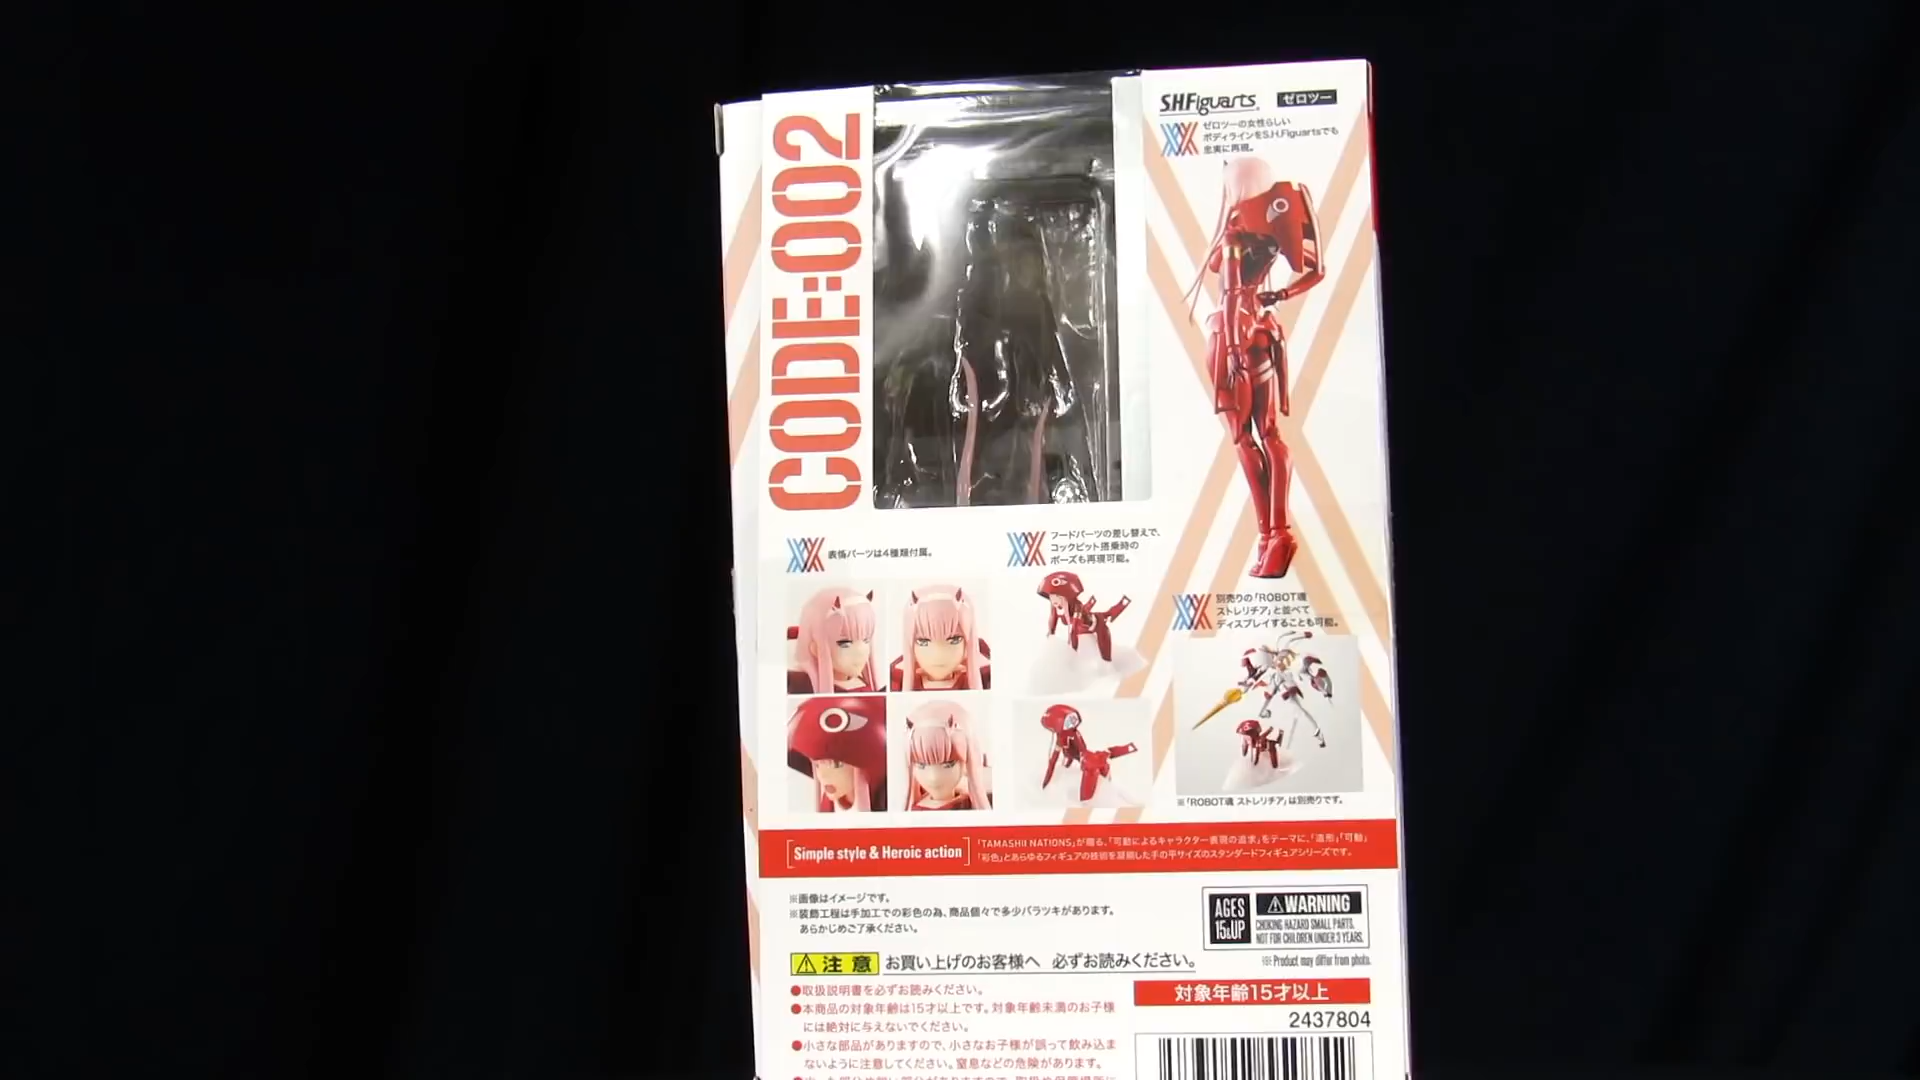 CODE:002
S.H.Figuarts
ゼロツー
ゼロツーの女性らしい
ボディラインをS.H.Figuartsでも
忠実に再現。
表情パーツは4種類付属。
フードパーツの差し替えで、
コックピット搭乗時の
ポーズも再現可能。
別売りの「ROBOT魂
ストレリチア」と並べて
ディスプレイすることも可能。
※「ROBOT魂 ストレリチア」は別売りです。
Simple style & Heroic action
「TAMASHII NATIONS」が贈る、「可動によるキャラクター表現の追求」をテーマに、「造形」「可動」
「彩色」とあらゆるフィギュアの技術を凝縮した手の平サイズのスタンダードフィギュアシリーズです。
※画像はイメージです。
※装飾工程は手加工での彩色の為、商品個々で多少バラツキがあります。
あらかじめご了承ください。
AGES
15&UP
⚠WARNING
CHOKING HAZARD SMALL PARTS.
NOT FOR CHILDREN UNDER 3 YEARS.
Product may differ from photo.
⚠注意 お買い上げのお客様へ 必ずお読みください。
●取扱説明書を必ずお読みください。
●本商品の対象年齢は15才以上です。対象年齢未満のお子様
には絶対に与えないでください。
●小さな部品がありますので、小さなお子様が誤って飲み込ま
ないように注意してください。窒息などの危険があります。
対象年齢15才以上
2437804